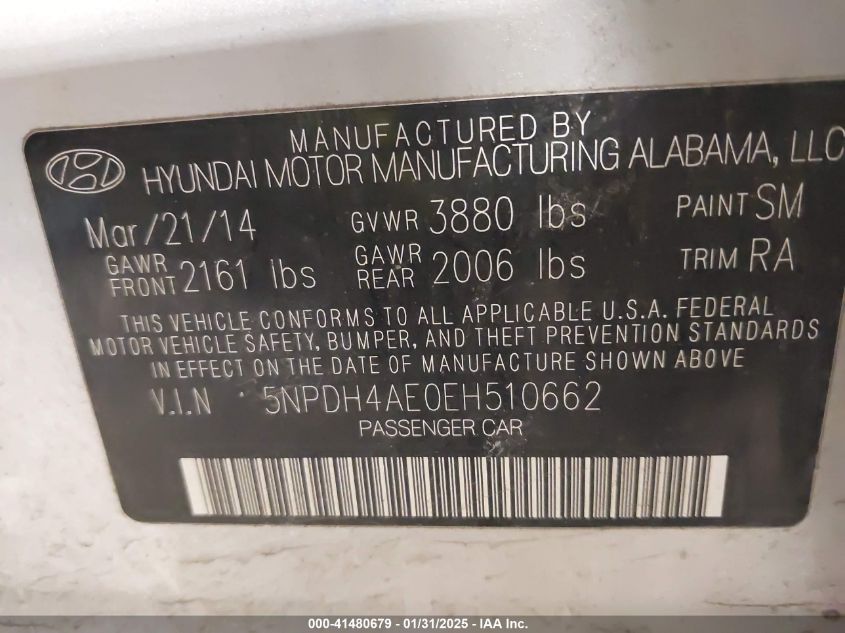 MANUFACTURED BY
HYUNDAI MOTOR MANUFACTURING ALABAMA, LLC
Mar/21/14 GVWR 3880 lbs PAINT SM
GAWR FRONT 2161 lbs GAWR REAR 2006 lbs TRIM RA
THIS VEHICLE CONFORMS TO ALL APPLICABLE U.S.A. FEDERAL
MOTOR VEHICLE SAFETY, BUMPER, AND THEFT PREVENTION STANDARDS
IN EFFECT ON THE DATE OF MANUFACTURE SHOWN ABOVE
V.I.N 5NPDH4AE0EH510662
PASSENGER CAR
000-41480679 - 01/31/2025 - IAA Inc.